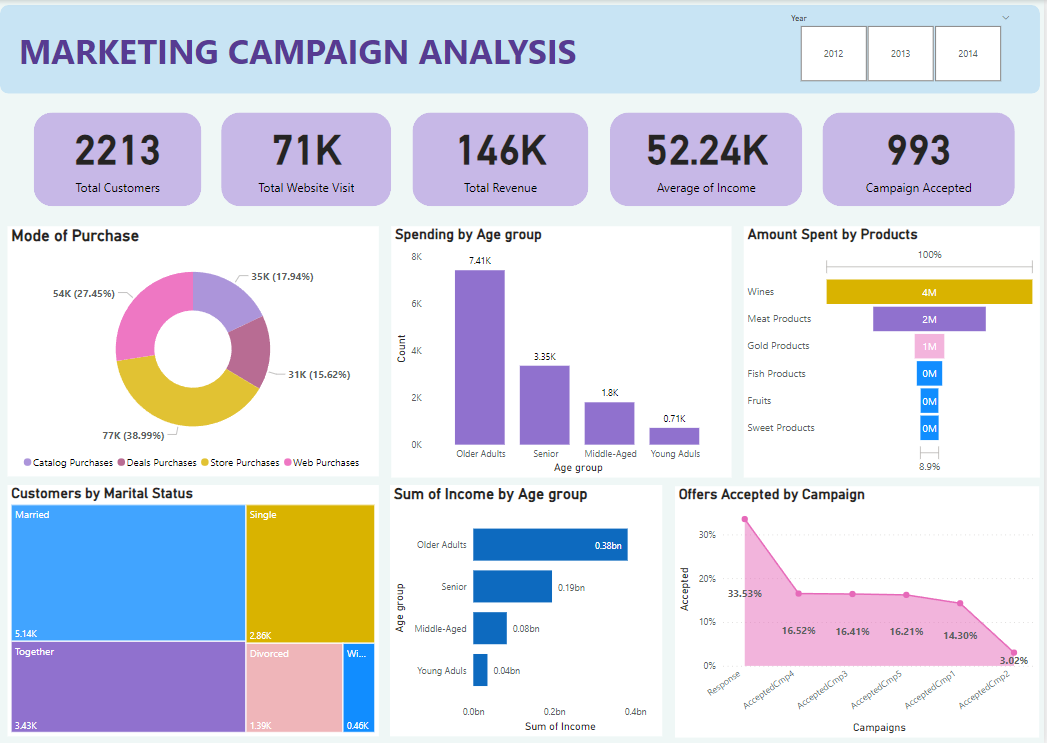 Year
MARKETING CAMPAIGN ANALYSIS
2012
2013
2014
2213
Total Customers
71K
Total Website Visit
146K
Total Revenue
52.24K
Average of Income
993
Campaign Accepted
Mode of Purchase
35K (17.94%)
54K (27.45%)
31K (15.62%)
77K (38.99%)
Catalog Purchases
Deals Purchases
Store Purchases
Web Purchases
Spending by Age group
8K
6K
4K
2K
0K
Count
7.41K
3.35K
1.8K
0.71K
Older Adults
Senior
Middle-Aged
Young Aduls
Age group
Amount Spent by Products
100%
Wines
4M
Meat Products
2M
Gold Products
1M
Fish Products
0M
Fruits
0M
Sweet Products
0M
8.9%
Customers by Marital Status
Married
5.14K
Single
2.86K
Together
3.43K
Divorced
1.39K
Wi...
0.46K
Sum of Income by Age group
Age group
Older Adults
0.38bn
Senior
0.19bn
Middle-Aged
0.08bn
Young Aduls
0.04bn
0.0bn
0.2bn
0.4bn
Sum of Income
Offers Accepted by Campaign
Accepted
30%
20%
10%
0%
33.53%
16.52%
16.41%
16.21%
14.30%
3.02%
Response
AcceptedCmp4
AcceptedCmp3
AcceptedCmp5
AcceptedCmp1
AcceptedCmp2
Campaigns